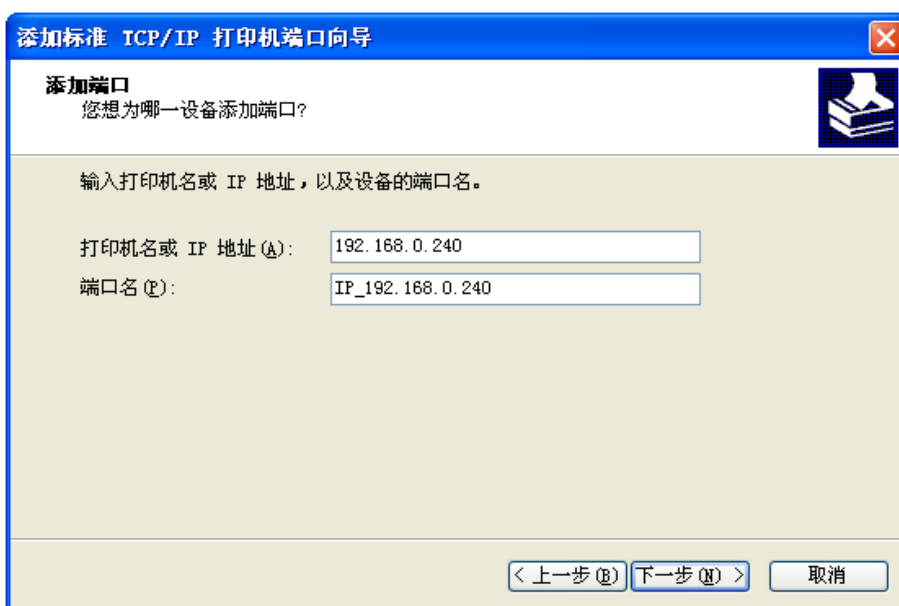 添加标准 TCP/IP 打印机端口向导
添加端口
您想为哪一设备添加端口?
输入打印机名或 IP 地址，以及设备的端口名。
打印机名或 IP 地址(A): 192.168.0.240
端口名(P): IP_192.168.0.240
< 上一步(B) 下一步(N) > 取消